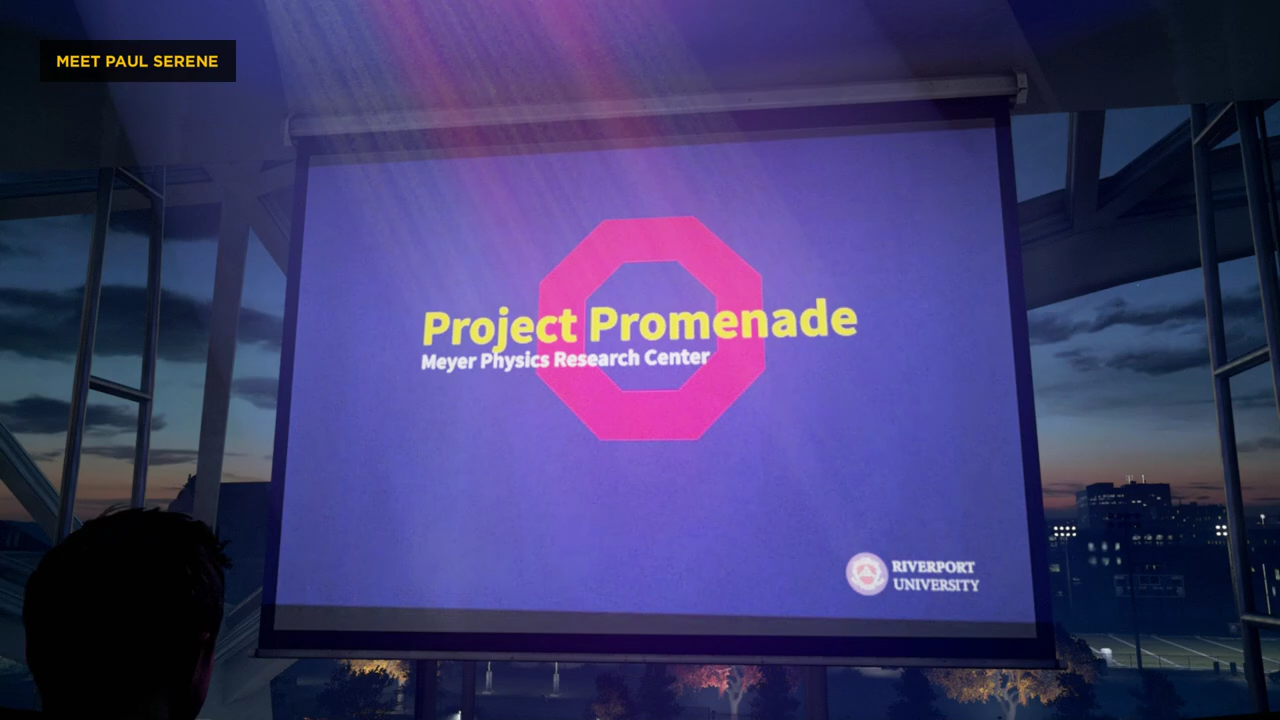 MEET PAUL SERENE
Project Promenade
Meyer Physics Research Center
RIVERPORT
UNIVERSITY